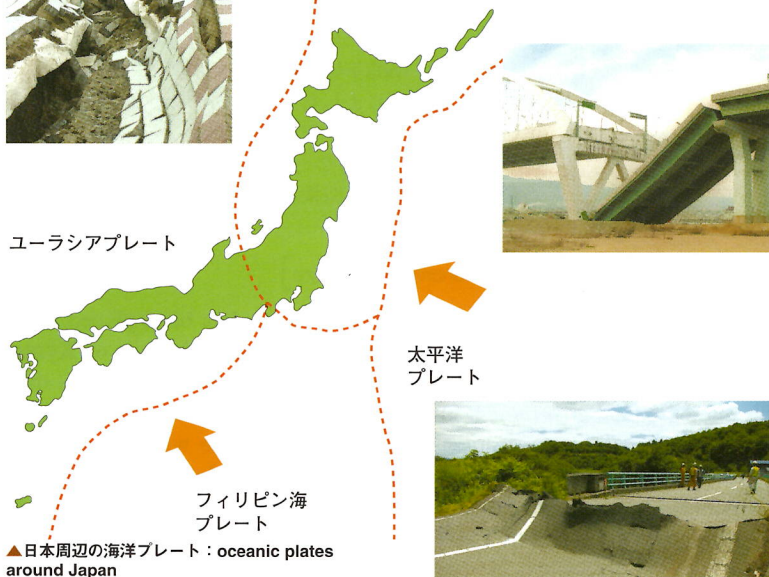 ユーラシアプレート
太平洋
プレート
フィリピン海
プレート
▲日本周辺の海洋プレート：oceanic plates
around Japan